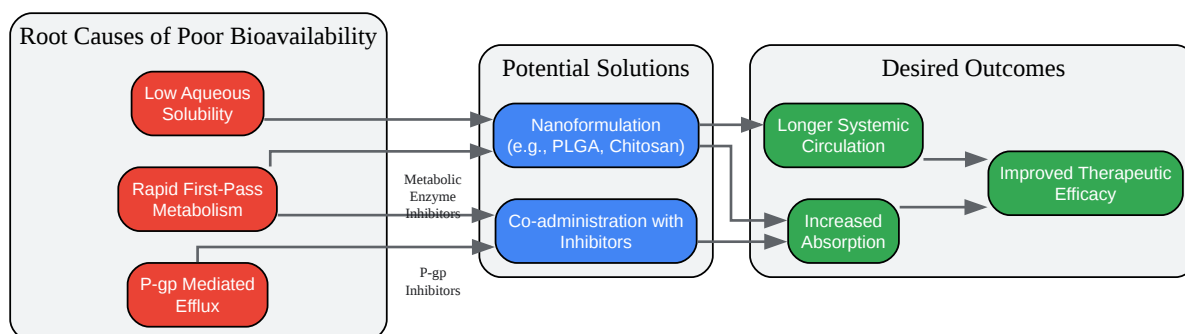 Root Causes of Poor Bioavailability
Low Aqueous
Solubility
Rapid First-Pass
Metabolism
P-gp Mediated
Efflux
Metabolic
Enzyme
Inhibitors
P-gp
Inhibitors
Potential Solutions
Nanoformulation
(e.g., PLGA, Chitosan)
Co-administration with
Inhibitors
Desired Outcomes
Longer Systemic
Circulation
Increased
Absorption
Improved Therapeutic
Efficacy